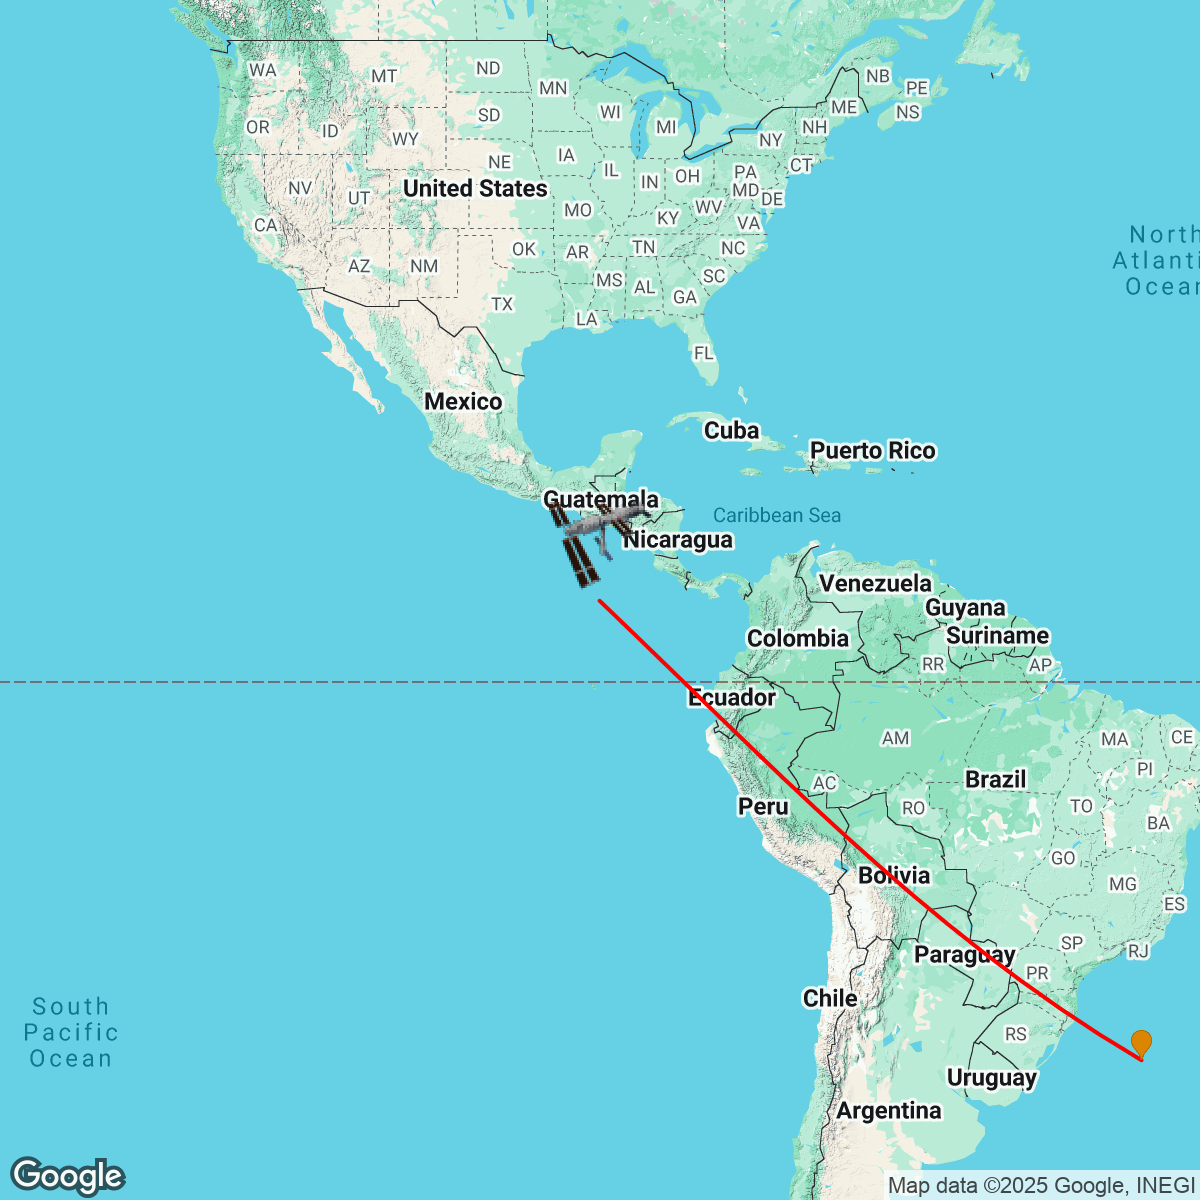 WA
MT
ND
MN
NB
PE
OR
ID
WY
SD
WI
MI
ME
NS
NH
NY
NE
IA
IL
IN
OH
PA
CT
NV
UT
United States
MO
KY
WV
MD
DE
VA
CA
AZ
NM
OK
AR
TN
NC
North
Atlanti
Ocean
TX
MS
AL
GA
SC
LA
FL
Mexico
Cuba
Puerto Rico
Guatemala
Caribbean Sea
Nicaragua
Venezuela
Guyana
Suriname
Colombia
RR
AP
Ecuador
AM
MA
CE
PI
Brazil
AC
Peru
RO
TO
BA
GO
Bolivia
MG
ES
SP
RJ
Paraguay
PR
Chile
South
Pacific
Ocean
RS
Uruguay
Argentina
Google
Map data ©2025 Google, INEGI